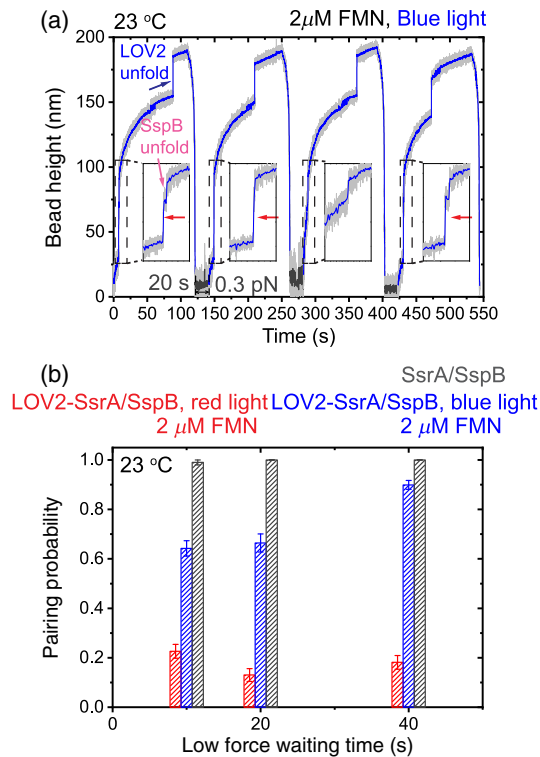 (a)
23 °C
2μM FMN, Blue light
200
150
100
50
0
Bead height (nm)
LOV2
unfold
SspB
unfold
20 s
0.3 pN
0 50 100 150 200 250 300 350 400 450 500 550
Time (s)
(b)
SsrA/SspB
LOV2-SsrA/SspB, red light
2 μM FMN
LOV2-SsrA/SspB, blue light
2 μM FMN
23 °C
1.0
0.8
0.6
0.4
0.2
0.0
Pairing probability
0 20 40
Low force waiting time (s)